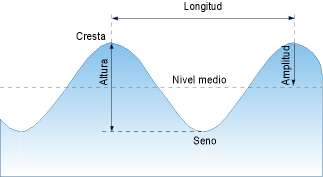 Longitud
Cresta
Altura
Nivel medio
Amplitud
Seno